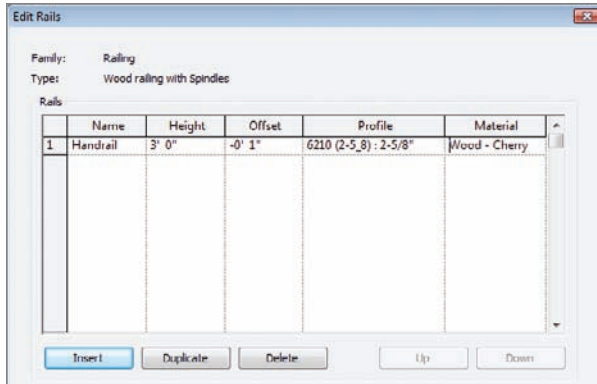 Edit Rails
Family: Railing
Type: Wood railing with Spindles
Rails
Name Height Offset Profile Material
1 Handrail 3' 0" -0' 1" 6210 (2-5_8) : 2-5/8" Wood - Cherry
Insert Duplicate Delete Up Down